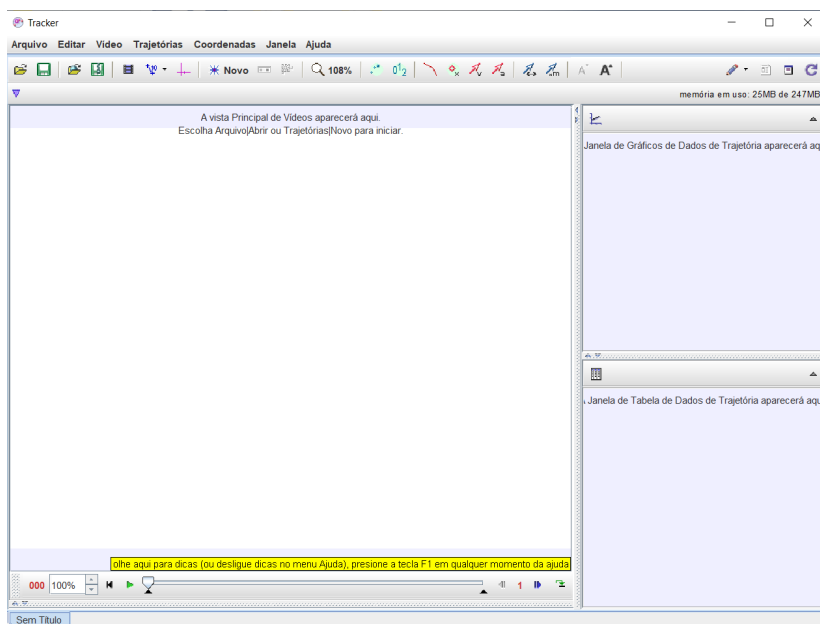 Tracker
Arquivo Editar Video Trajetórias Coordenadas Janela Ajuda
Novo 108%
memória em uso: 25MB de 247MB
A vista Principal de Vídeos aparecerá aqui.
Escolha Arquivo|Abrir ou Trajetórias|Novo para iniciar.
Janela de Gráficos de Dados de Trajetória aparecerá aq
Janela de Tabela de Dados de Trajetória aparecerá aqu
olhe aqui para dicas (ou desligue dicas no menu Ajuda), presione a tecla F1 em qualquer momento da ajuda
000 100% 1
Sem Título